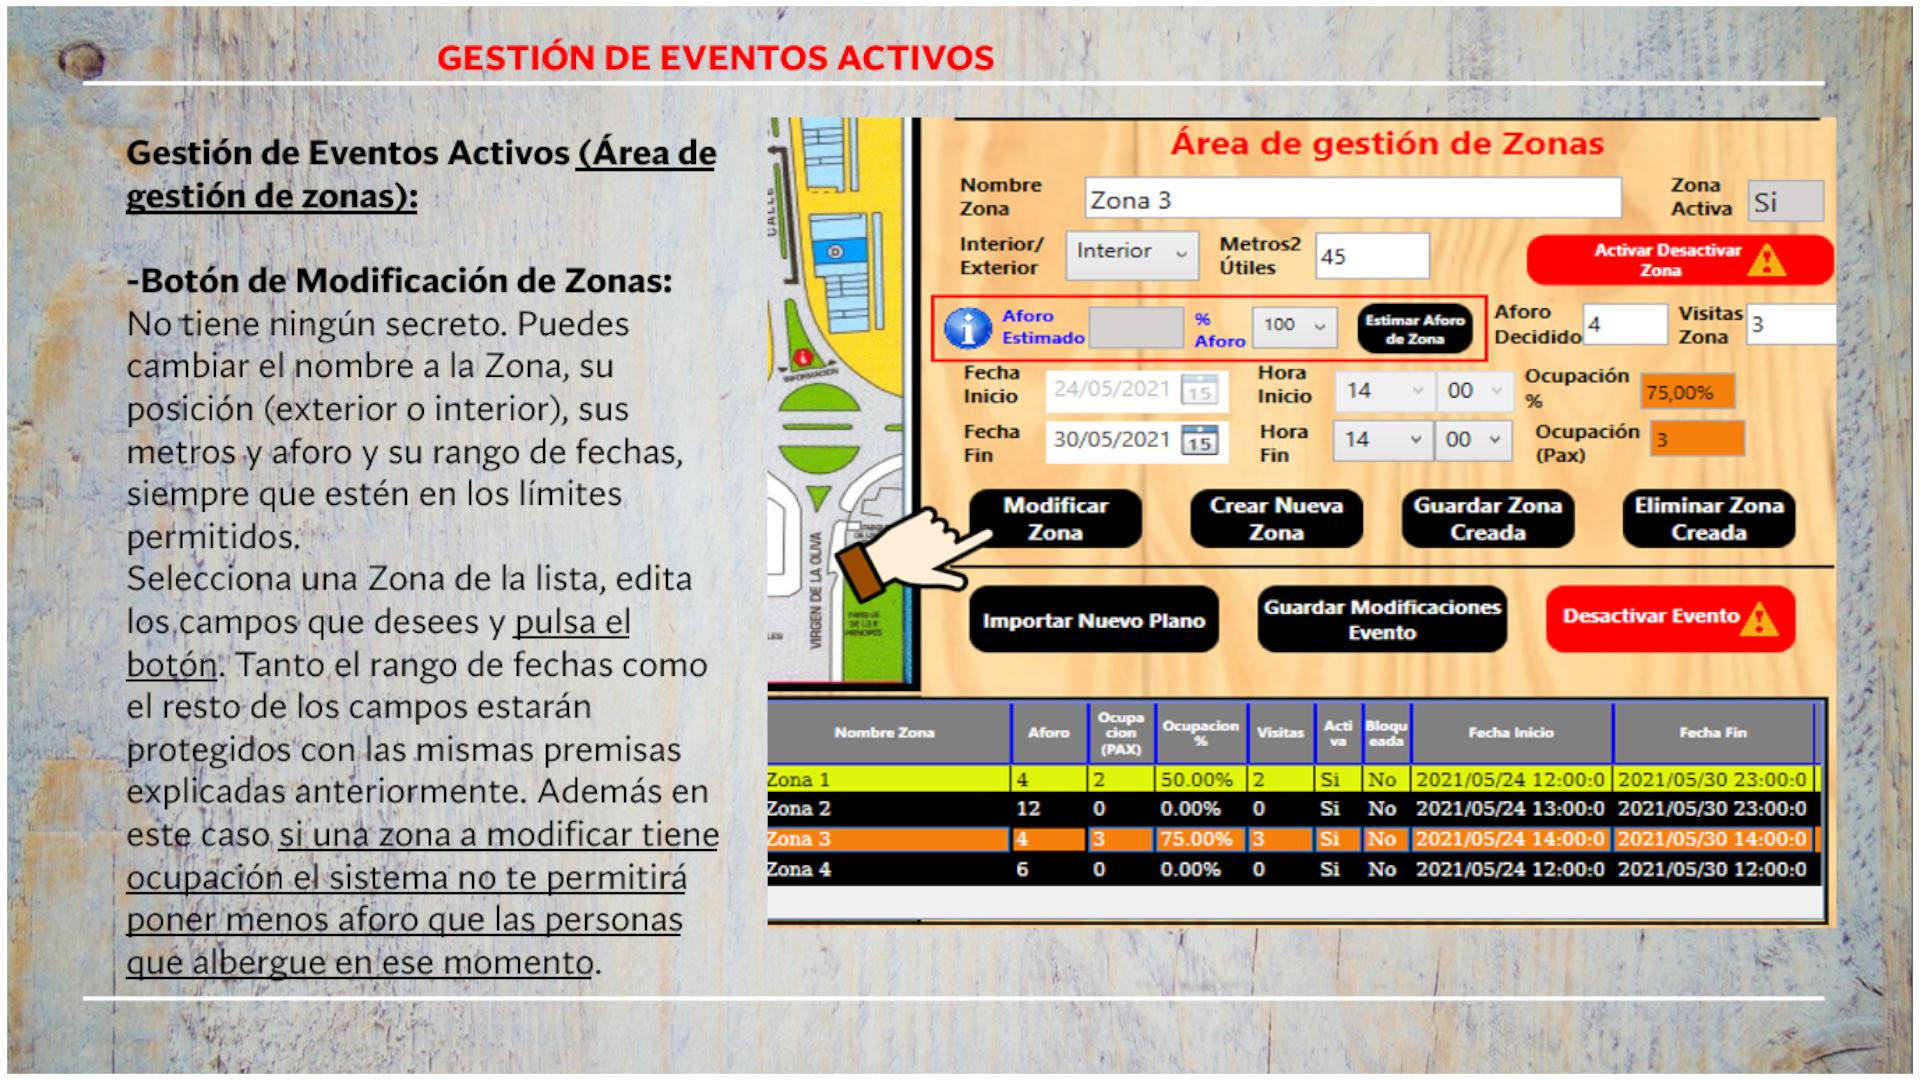 GESTIÓN DE EVENTOS ACTIVOS
Gestión de Eventos Activos (Área de
gestión de zonas):
-Botón de Modificación de Zonas:
No tiene ningún secreto. Puedes
cambiar el nombre a la Zona, su
posición (exterior o interior), sus
metros y aforo y su rango de fechas,
siempre que estén en los límites
permitidos.
Selecciona una Zona de la lista, edita
los campos que desees y pulsa el
botón. Tanto el rango de fechas como
el resto de los campos estarán
protegidos con las mismas premisas
explicadas anteriormente. Además en
este caso si una zona a modificar tiene
ocupación el sistema no te permitirá
poner menos aforo que las personas
que albergue en ese momento.
CALLE
INFORMACION
VIRGEN DE LA OLIVA
Área de gestión de Zonas
Nombre Zona Zona 3 Zona Activa Si
Interior/ Exterior Interior Metros2 Útiles 45 Activar Desactivar Zona
Aforo Estimado % Aforo 100 Estimar Aforo de Zona Aforo Decidido 4 Visitas Zona 3
Fecha Inicio 24/05/2021 15 Hora Inicio 14 00 Ocupación % 75,00%
Fecha Fin 30/05/2021 15 Hora Fin 14 00 Ocupación (Pax) 3
Modificar Zona Crear Nueva Zona Guardar Zona Creada Eliminar Zona Creada
Importar Nuevo Plano Guardar Modificaciones Evento Desactivar Evento
Nombre Zona Aforo Ocupa cion (PAX) Ocupacion % Visitas Acti va Bloqu eada Fecha Inicio Fecha Fin
Zona 1 4 2 50.00% 2 Si No 2021/05/24 12:00:0 2021/05/30 23:00:0
Zona 2 12 0 0.00% 0 Si No 2021/05/24 13:00:0 2021/05/30 23:00:0
Zona 3 4 3 75.00% 3 Si No 2021/05/24 14:00:0 2021/05/30 14:00:0
Zona 4 6 0 0.00% 0 Si No 2021/05/24 12:00:0 2021/05/30 12:00:0